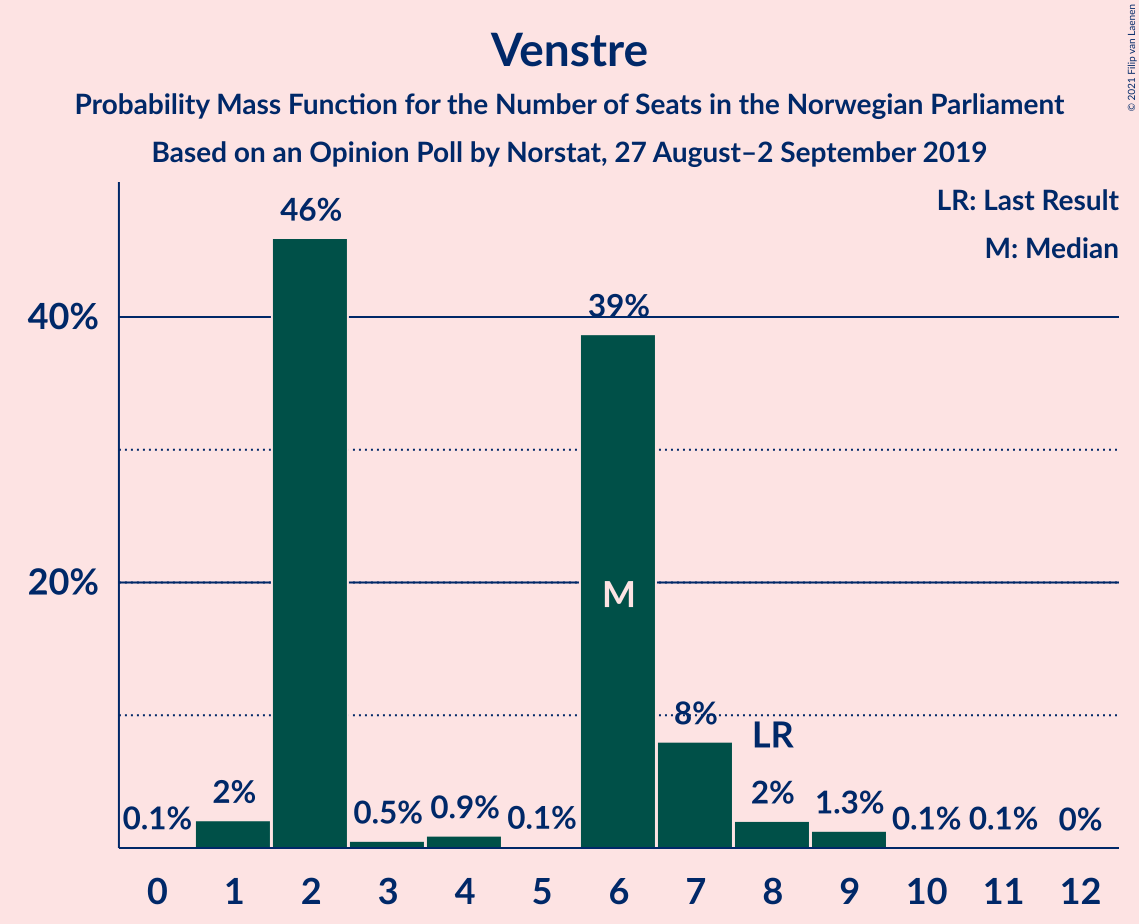 © 2021 Filip van Laenen
Venstre
Probability Mass Function for the Number of Seats in the Norwegian Parliament
Based on an Opinion Poll by Norstat, 27 August–2 September 2019
LR: Last Result
M: Median
46%
39%
40%
20%
M
8%
LR
0.1% 2% 0.5% 0.9% 0.1% 2% 1.3% 0.1% 0.1% 0%
0 1 2 3 4 5 6 7 8 9 10 11 12